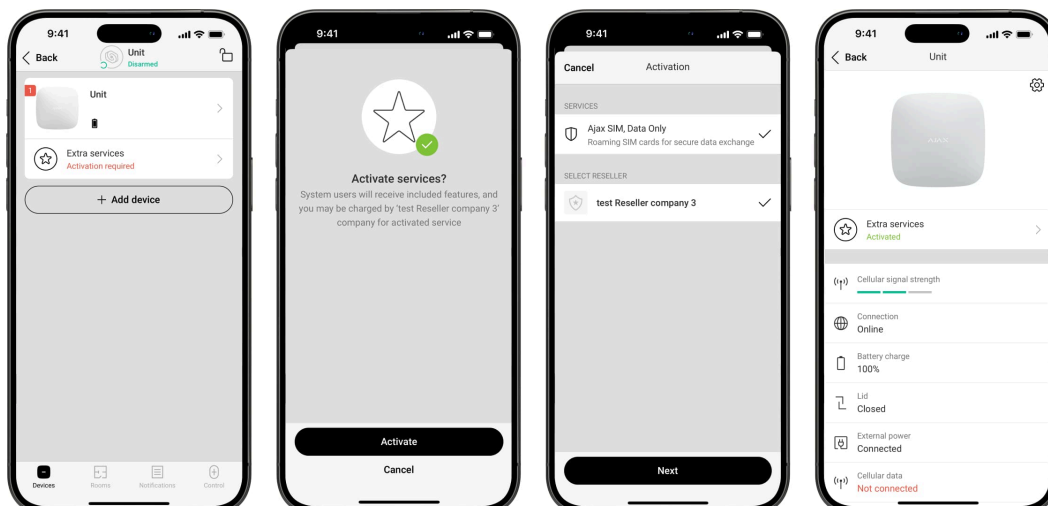 9:41
Back
Unit
Disarmed
1
Unit
Extra services
Activation required
+ Add device
Devices
Rooms
Notifications
Control
9:41
Activate services?
System users will receive included features, and
you may be charged by 'test Reseller company 3'
company for activated service
Activate
Cancel
9:41
Cancel
Activation
SERVICES
Ajax SIM, Data Only
Roaming SIM cards for secure data exchange
SELECT RESELLER
test Reseller company 3
Next
9:41
Back
Unit
AJAX
Extra services
Activated
Cellular signal strength
Connection
Online
Battery charge
100%
Lid
Closed
External power
Connected
Cellular data
Not connected